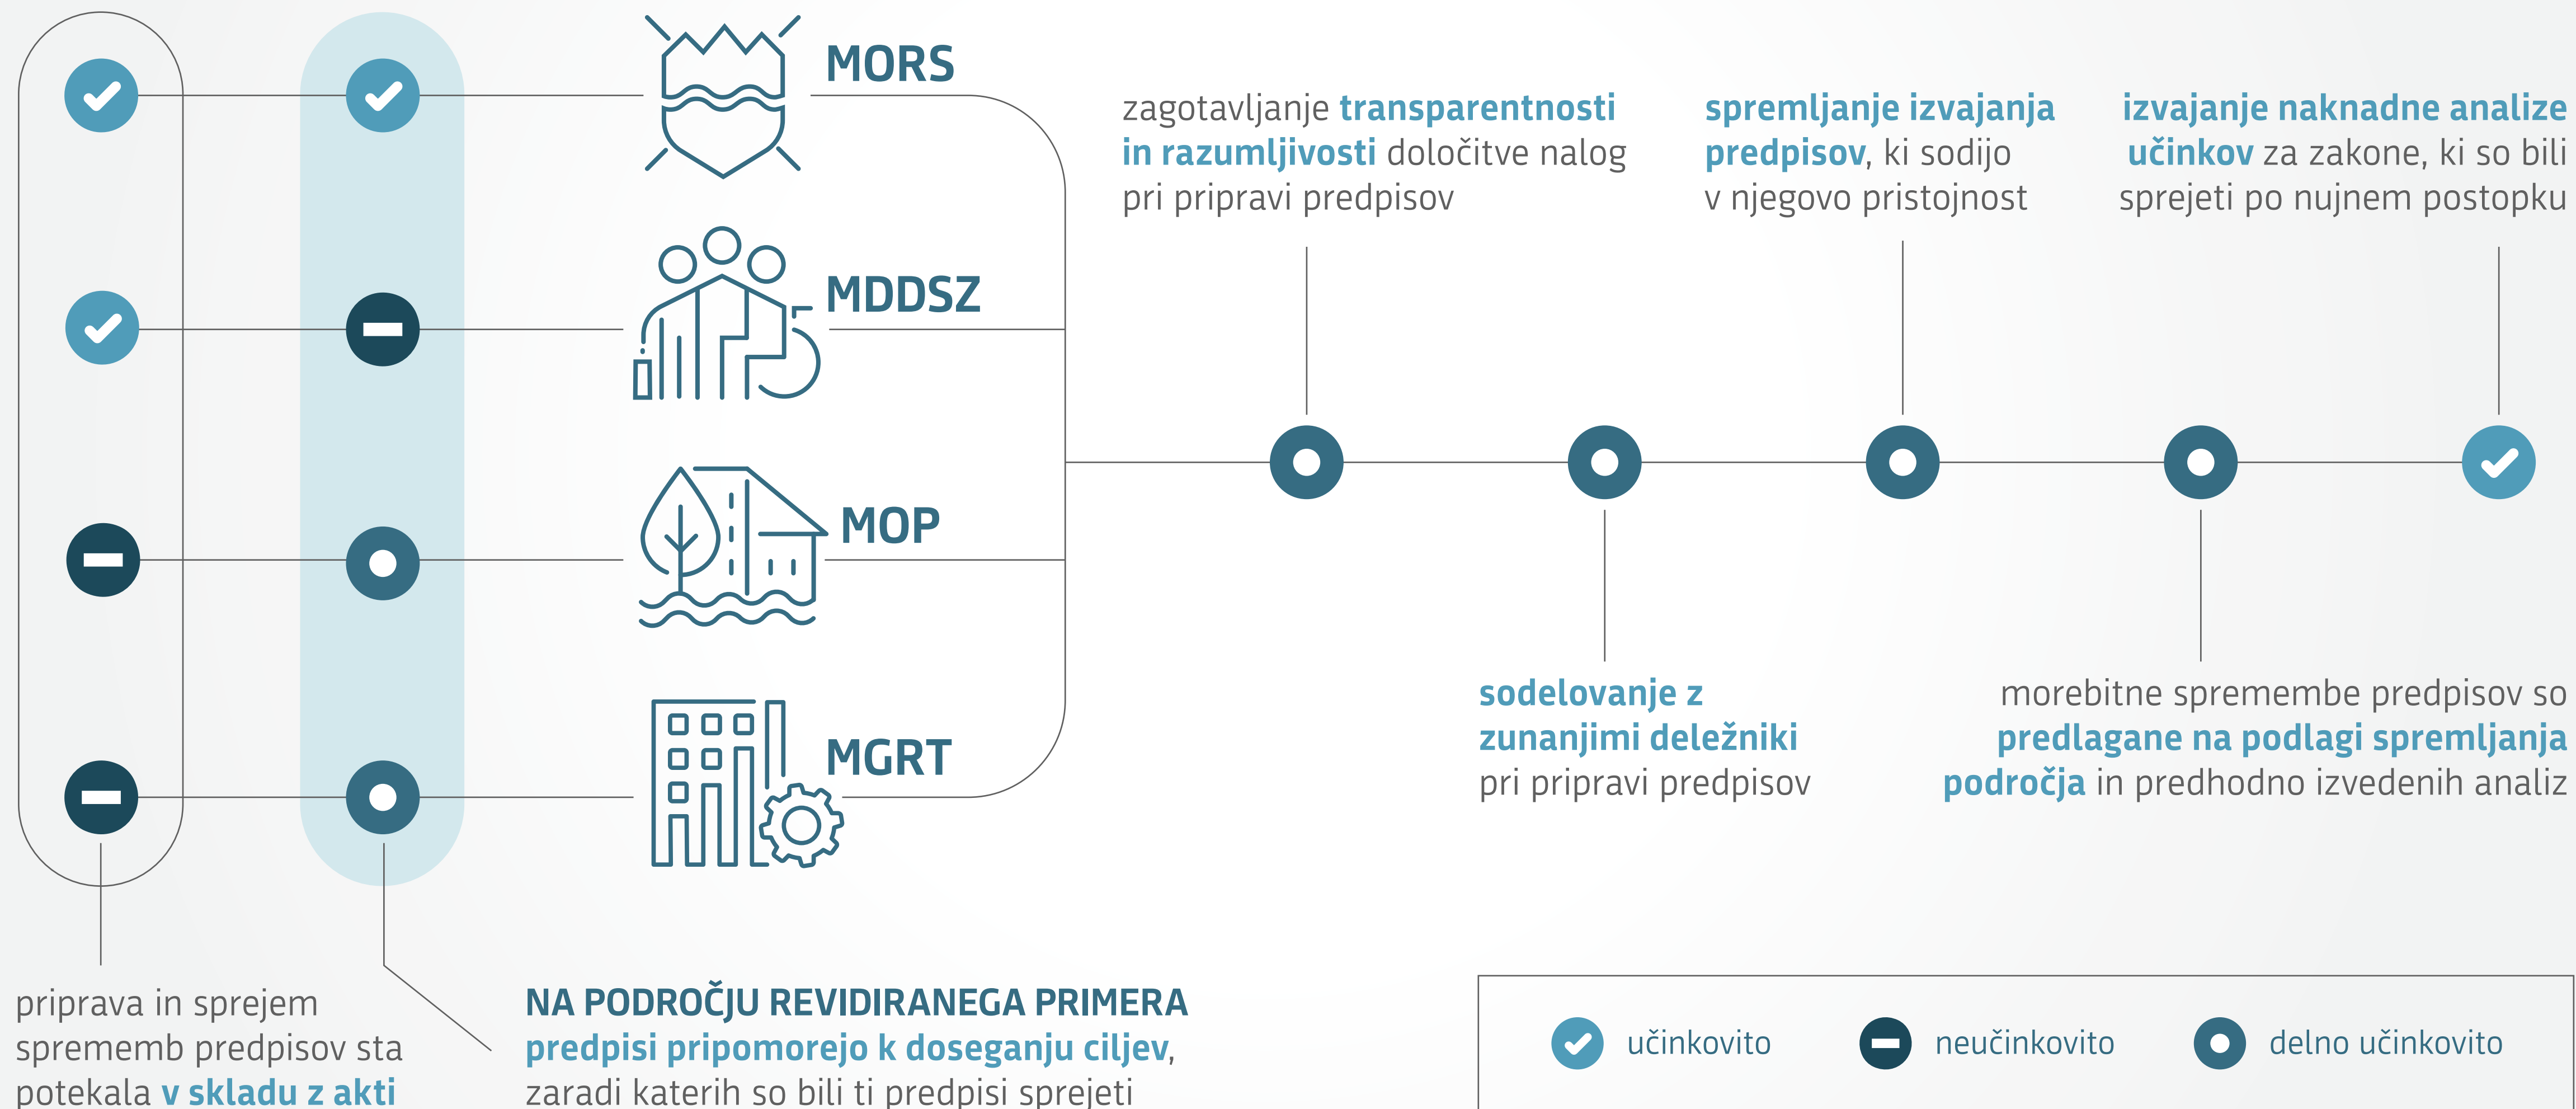 MORS
MDDSZ
MOP
MGRT
zagotavljanje transparentnosti
in razumljivosti določitve nalog
pri pripravi predpisov
spremljanje izvajanja
predpisov, ki sodijo
v njegovo pristojnost
izvajanje naknadne analize
učinkov za zakone, ki so bili
sprejeti po nujnem postopku
sodelovanje z
zunanjimi deležniki
pri pripravi predpisov
morebitne spremembe predpisov so
predlagane na podlagi spremljanja
področja in predhodno izvedenih analiz
priprava in sprejem
sprememb predpisov sta
potekala v skladu z akti
NA PODROČJU REVIDIRANEGA PRIMERA
predpisi pripomorejo k doseganju ciljev,
zaradi katerih so bili ti predpisi sprejeti
učinkovito
neučinkovito
delno učinkovito